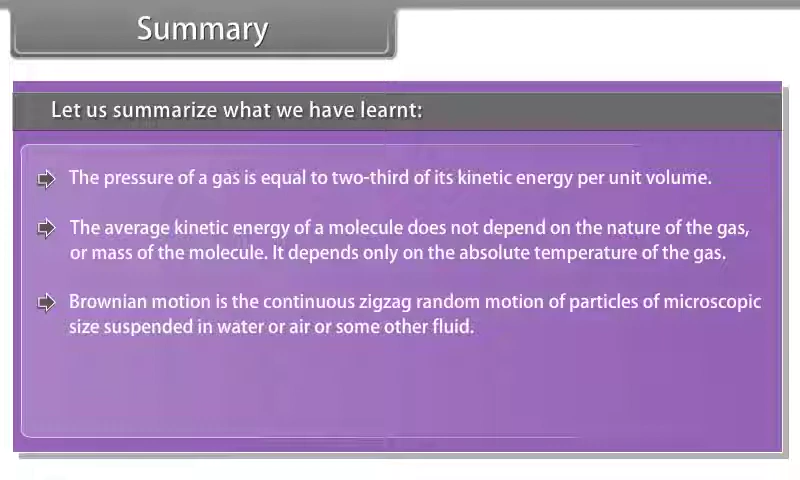 Summary
Let us summarize what we have learnt:
The pressure of a gas is equal to two-third of its kinetic energy per unit volume.
The average kinetic energy of a molecule does not depend on the nature of the gas,
or mass of the molecule. It depends only on the absolute temperature of the gas.
Brownian motion is the continuous zigzag random motion of particles of microscopic
size suspended in water or air or some other fluid.